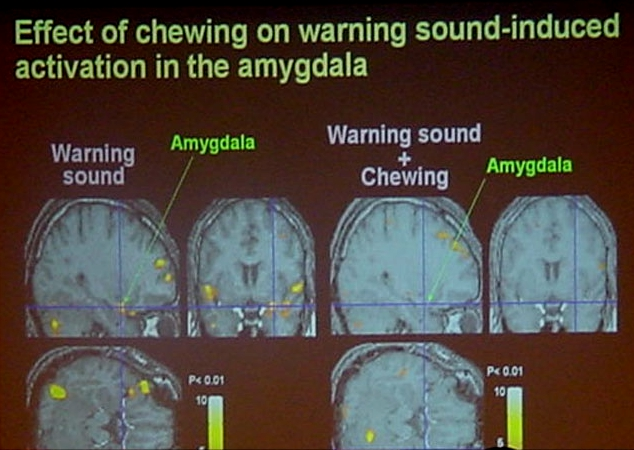 Effect of chewing on warning sound-induced
activation in the amygdala
Warning
sound
Amygdala
Warning sound
+
Chewing
Amygdala
P< 0.01
10
P< 0.01
10
5